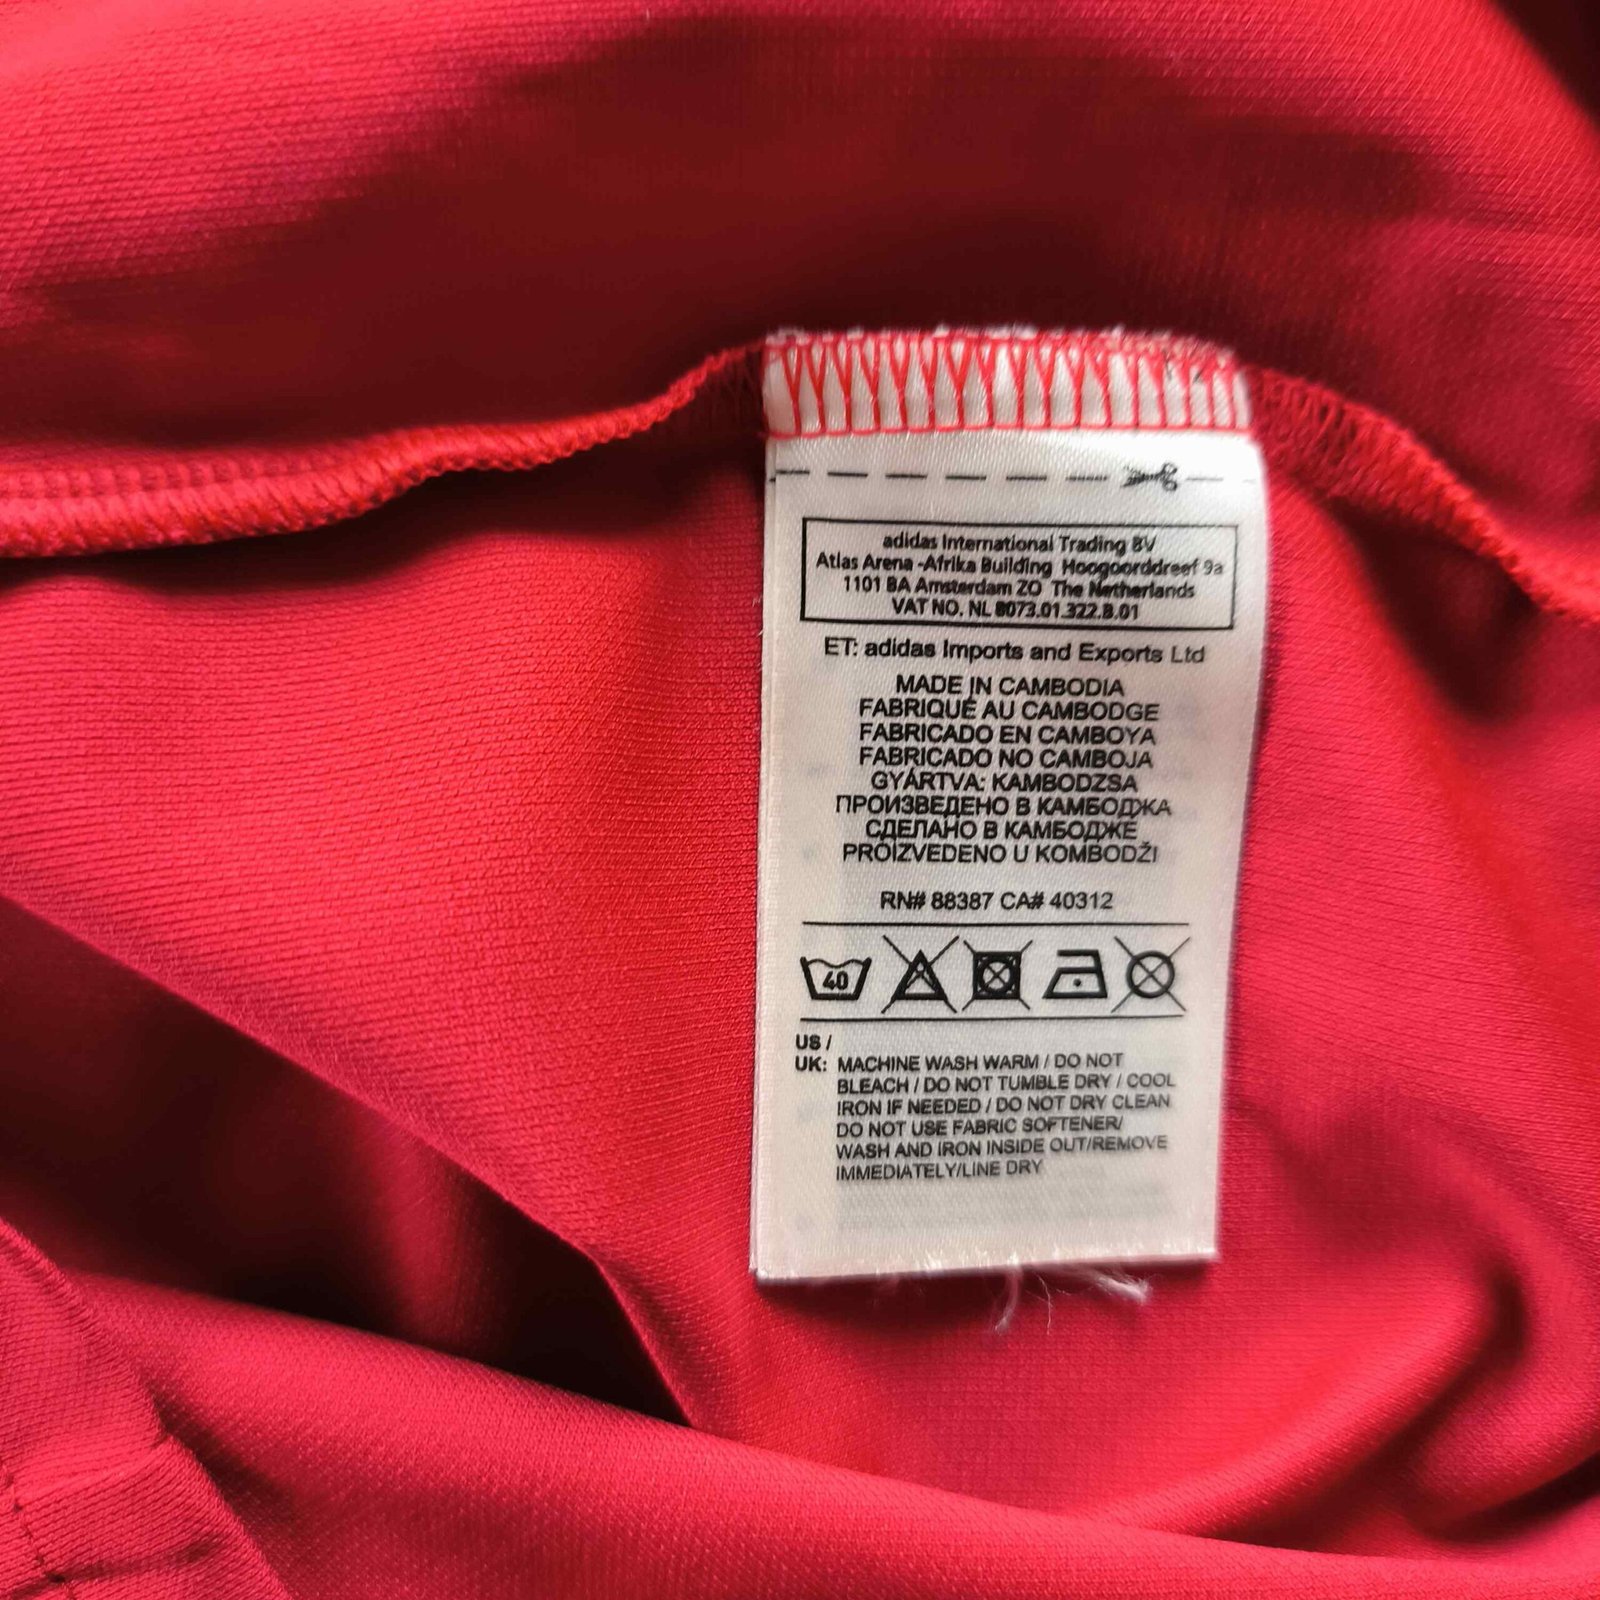 adidas International Trading BV
Atlas Arena -Afrika Building Hoogoorddreef 9a
1101 BA Amsterdam ZO The Netherlands
VAT NO. NL 8073.01.322.B.01
ET: adidas Imports and Exports Ltd
MADE IN CAMBODIA
FABRIQUÉ AU CAMBODGE
FABRICADO EN CAMBOYA
FABRICADO NO CAMBOJA
GYÁRTVA: KAMBODZSA
ПРОИЗВЕДЕНО В КАМБОДЖА
СДЕЛАНО В КАМБОДЖЕ
PROIZVEDENO U KOMBODŽI
RN# 88387 CA# 40312
40
US /
UK: MACHINE WASH WARM / DO NOT
BLEACH / DO NOT TUMBLE DRY / COOL
IRON IF NEEDED / DO NOT DRY CLEAN
DO NOT USE FABRIC SOFTENER/
WASH AND IRON INSIDE OUT/REMOVE
IMMEDIATELY/LINE DRY